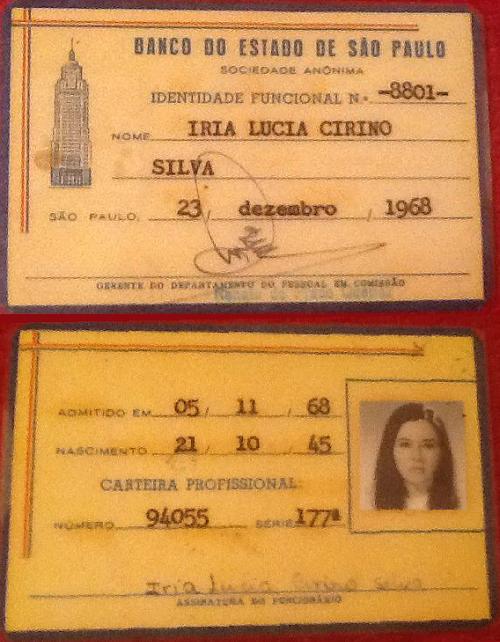 BANCO DO ESTADO DE SÃO PAULO
SOCIEDADE ANÔNIMA
IDENTIDADE FUNCIONAL N. -8801-
NOME IRIA LUCIA CIRINO
SILVA
SÃO PAULO, 23, dezembro / 1968
GERENTE DO DEPARTAMENTO DO PESSOAL EM COMISSÃO
ADMITIDO EM 05 / 11 / 68
NASCIMENTO 21 / 10 / 45
CARTEIRA PROFISSIONAL
NÚMERO 94055 SÉRIE 177ª
Iria Lucia Cirino Silva
ASSINATURA DO FUNCIONÁRIO